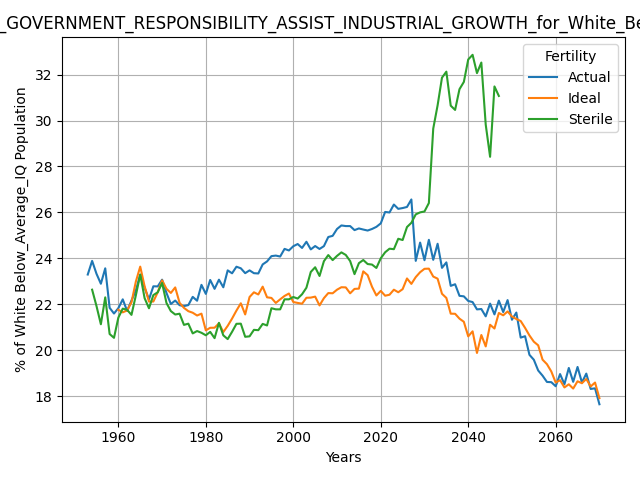 _GOVERNMENT_RESPONSIBILITY_ASSIST_INDUSTRIAL_GROWTH_for_White_Be
% of White Below_Average_IQ Population
32
30
28
26
24
22
20
18
Fertility
Actual
Ideal
Sterile
1960
1980
2000
2020
2040
2060
Years